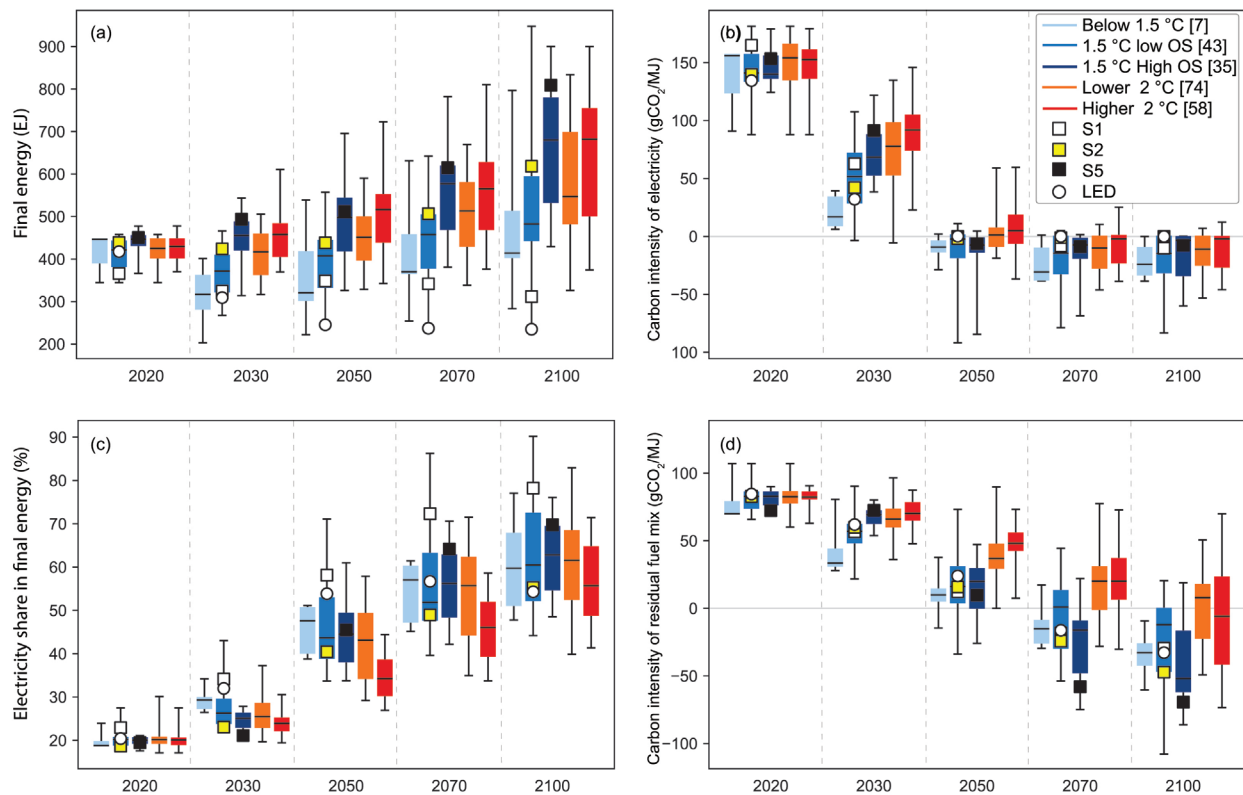 (a)
Final energy (EJ)
900
800
700
600
500
400
300
200
2020
2030
2050
2070
2100
(b)
Carbon intensity of electricity (gCO₂/MJ)
150
100
50
0
−50
100
2020
2030
2050
2070
2100
Below 1.5 °C [7]
1.5 °C low OS [43]
1.5 °C High OS [35]
Lower 2 °C [74]
Higher 2 °C [58]
S1
S2
S5
LED
(c)
Electricity share in final energy (%)
90
80
70
60
50
40
30
20
2020
2030
2050
2070
2100
(d)
Carbon intensity of residual fuel mix (gCO₂/MJ)
100
50
0
−50
−100
2020
2030
2050
2070
2100